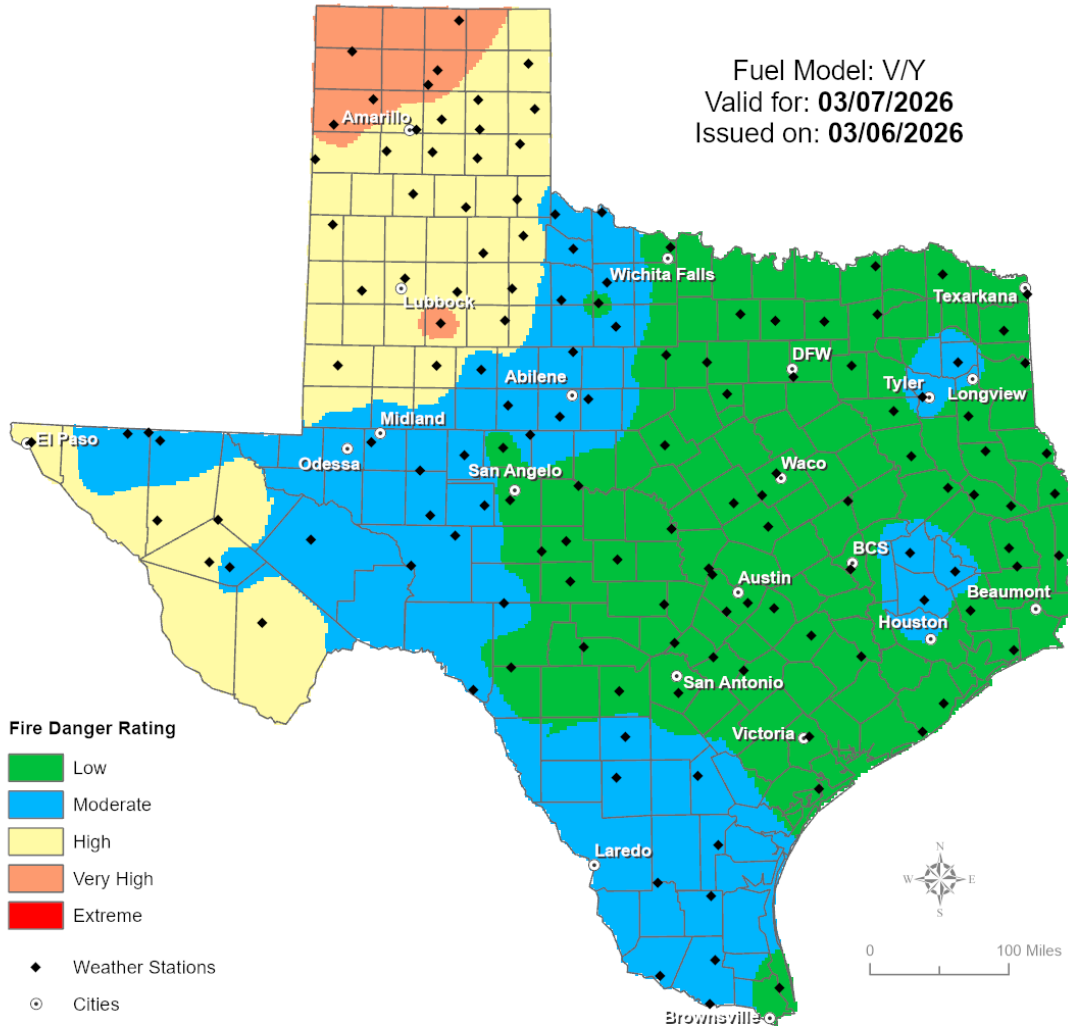 Fuel Model: V/Y
Valid for: 03/07/2026
Issued on: 03/06/2026
Amarillo
Wichita Falls
Lubbock
Texarkana
DFW
Abilene
Tyler
Longview
Midland
El Paso
Odessa
San Angelo
Waco
BCS
Austin
Beaumont
Houston
San Antonio
Victoria
Laredo
Brownsville
Fire Danger Rating
Low
Moderate
High
Very High
Extreme
Weather Stations
Cities
N
W E
S
0 100 Miles